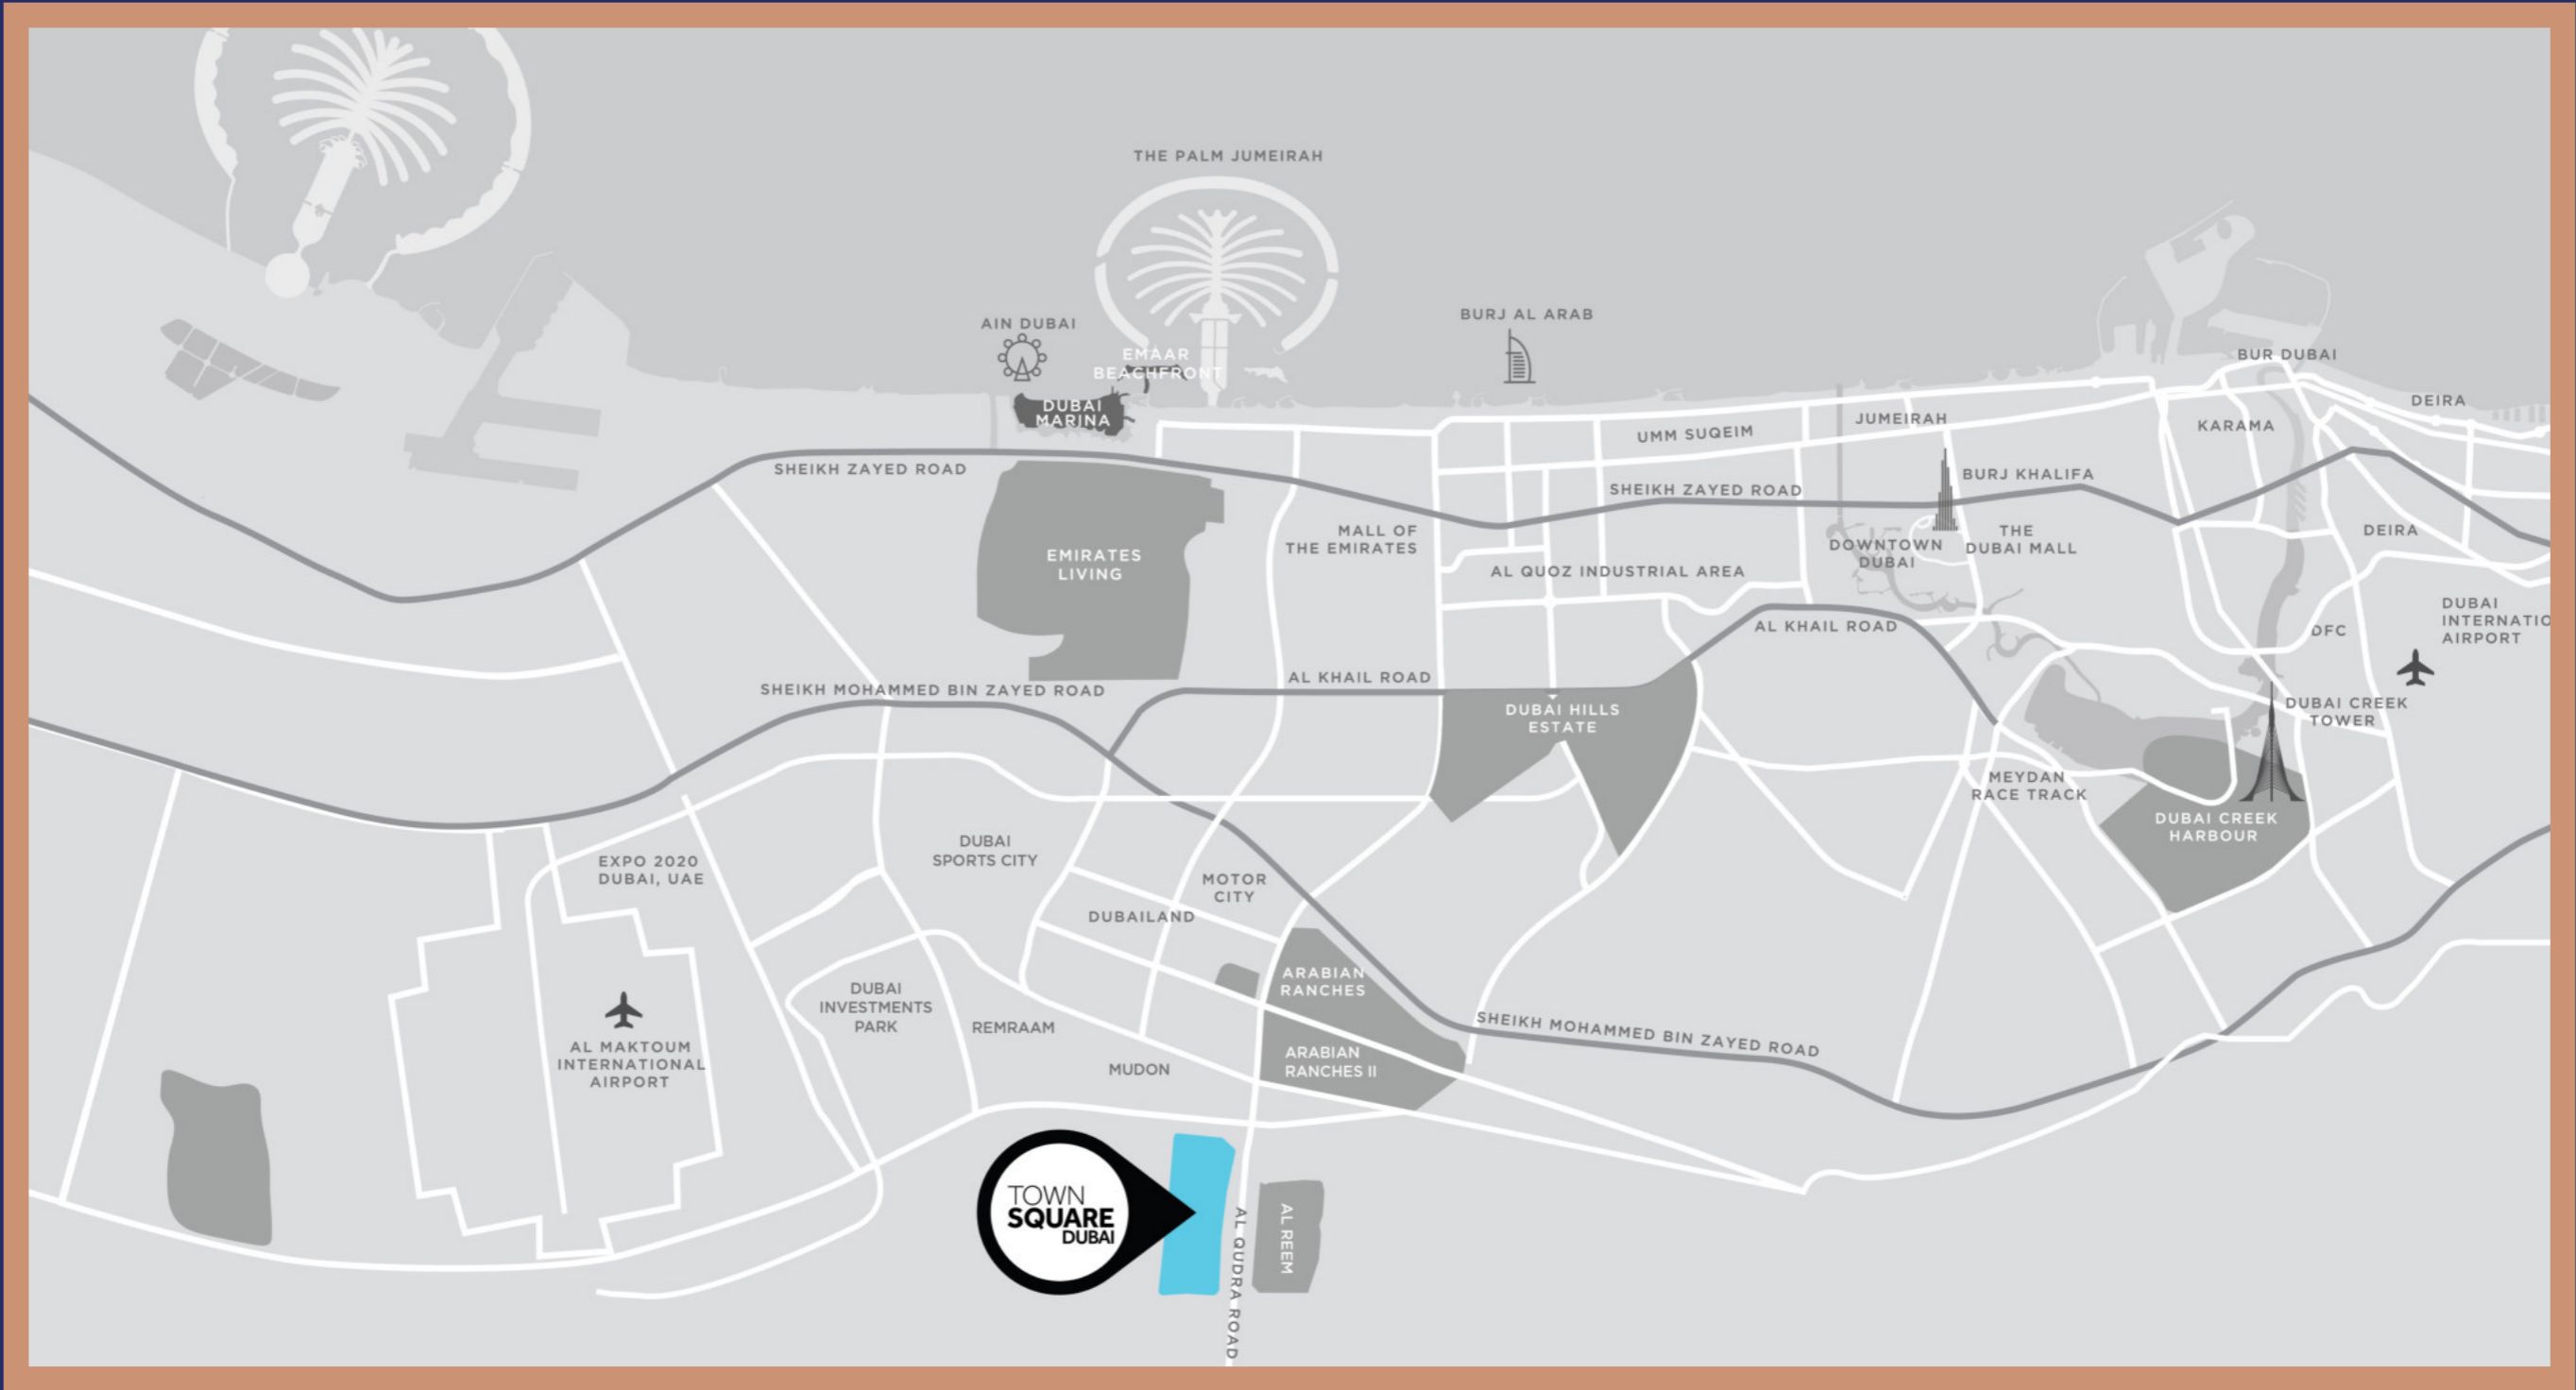 THE PALM JUMEIRAH
AIN DUBAI
BURJ AL ARAB
EMAAR
BEACHFRONT
BUR DUBAI
DUBAI
MARINA
DEIRA
JUMEIRAH
KARAMA
UMM SUQEIM
SHEIKH ZAYED ROAD
BURJ KHALIFA
SHEIKH ZAYED ROAD
MALL OF
THE EMIRATES
THE
DUBAI MALL
DEIRA
DOWNTOWN
DUBAI
EMIRATES
LIVING
AL QUOZ INDUSTRIAL AREA
DUBAI
INTERNATIO
AIRPORT
AL KHAIL ROAD
DFC
AL KHAIL ROAD
SHEIKH MOHAMMED BIN ZAYED ROAD
DUBAI HILLS
ESTATE
DUBAI CREEK
TOWER
MEYDAN
RACE TRACK
DUBAI CREEK
HARBOUR
DUBAI
SPORTS CITY
EXPO 2020
DUBAI, UAE
MOTOR
CITY
DUBAILAND
ARABIAN
RANCHES
DUBAI
INVESTMENTS
PARK
REMRAAM
SHEIKH MOHAMMED BIN ZAYED ROAD
AL MAKTOUM
INTERNATIONAL
AIRPORT
ARABIAN
RANCHES II
MUDON
TOWN
SQUARE
DUBAI
AL QUDRA ROAD
AL REEM